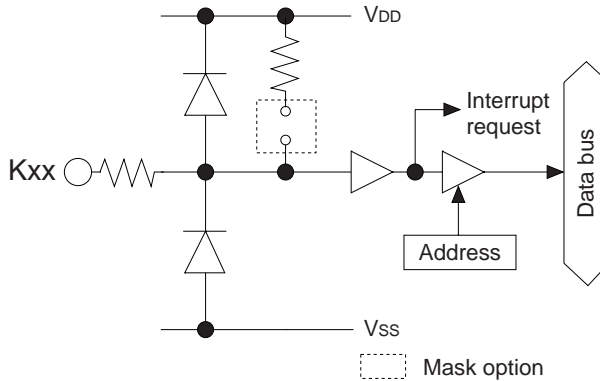 VDD
Interrupt
request
Kxx
Data bus
Address
VSS
Mask option